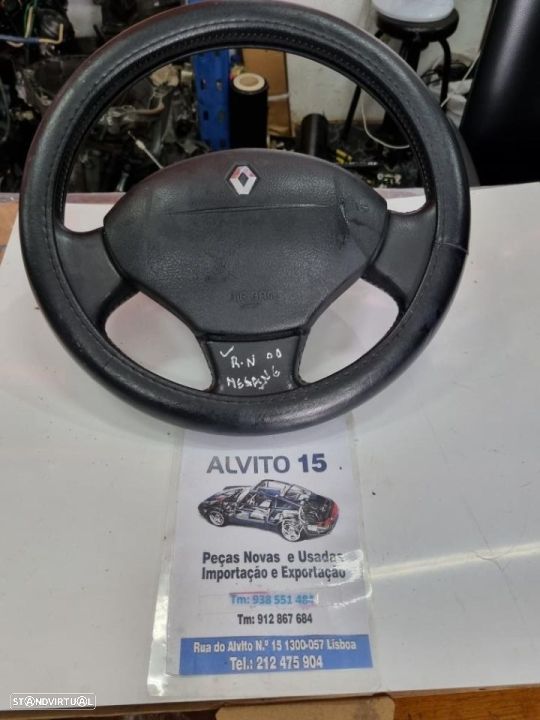 AIR BAG
R.N 00
MEGANE
ALVITO 15
Peças Novas e Usadas
Importação e Exportação
Tm: 938 551 484
Tm: 912 867 684
Rua do Alvito N.º 15 1300-057 Lisboa
Tel.: 212 475 904
STANDVIRTUAL